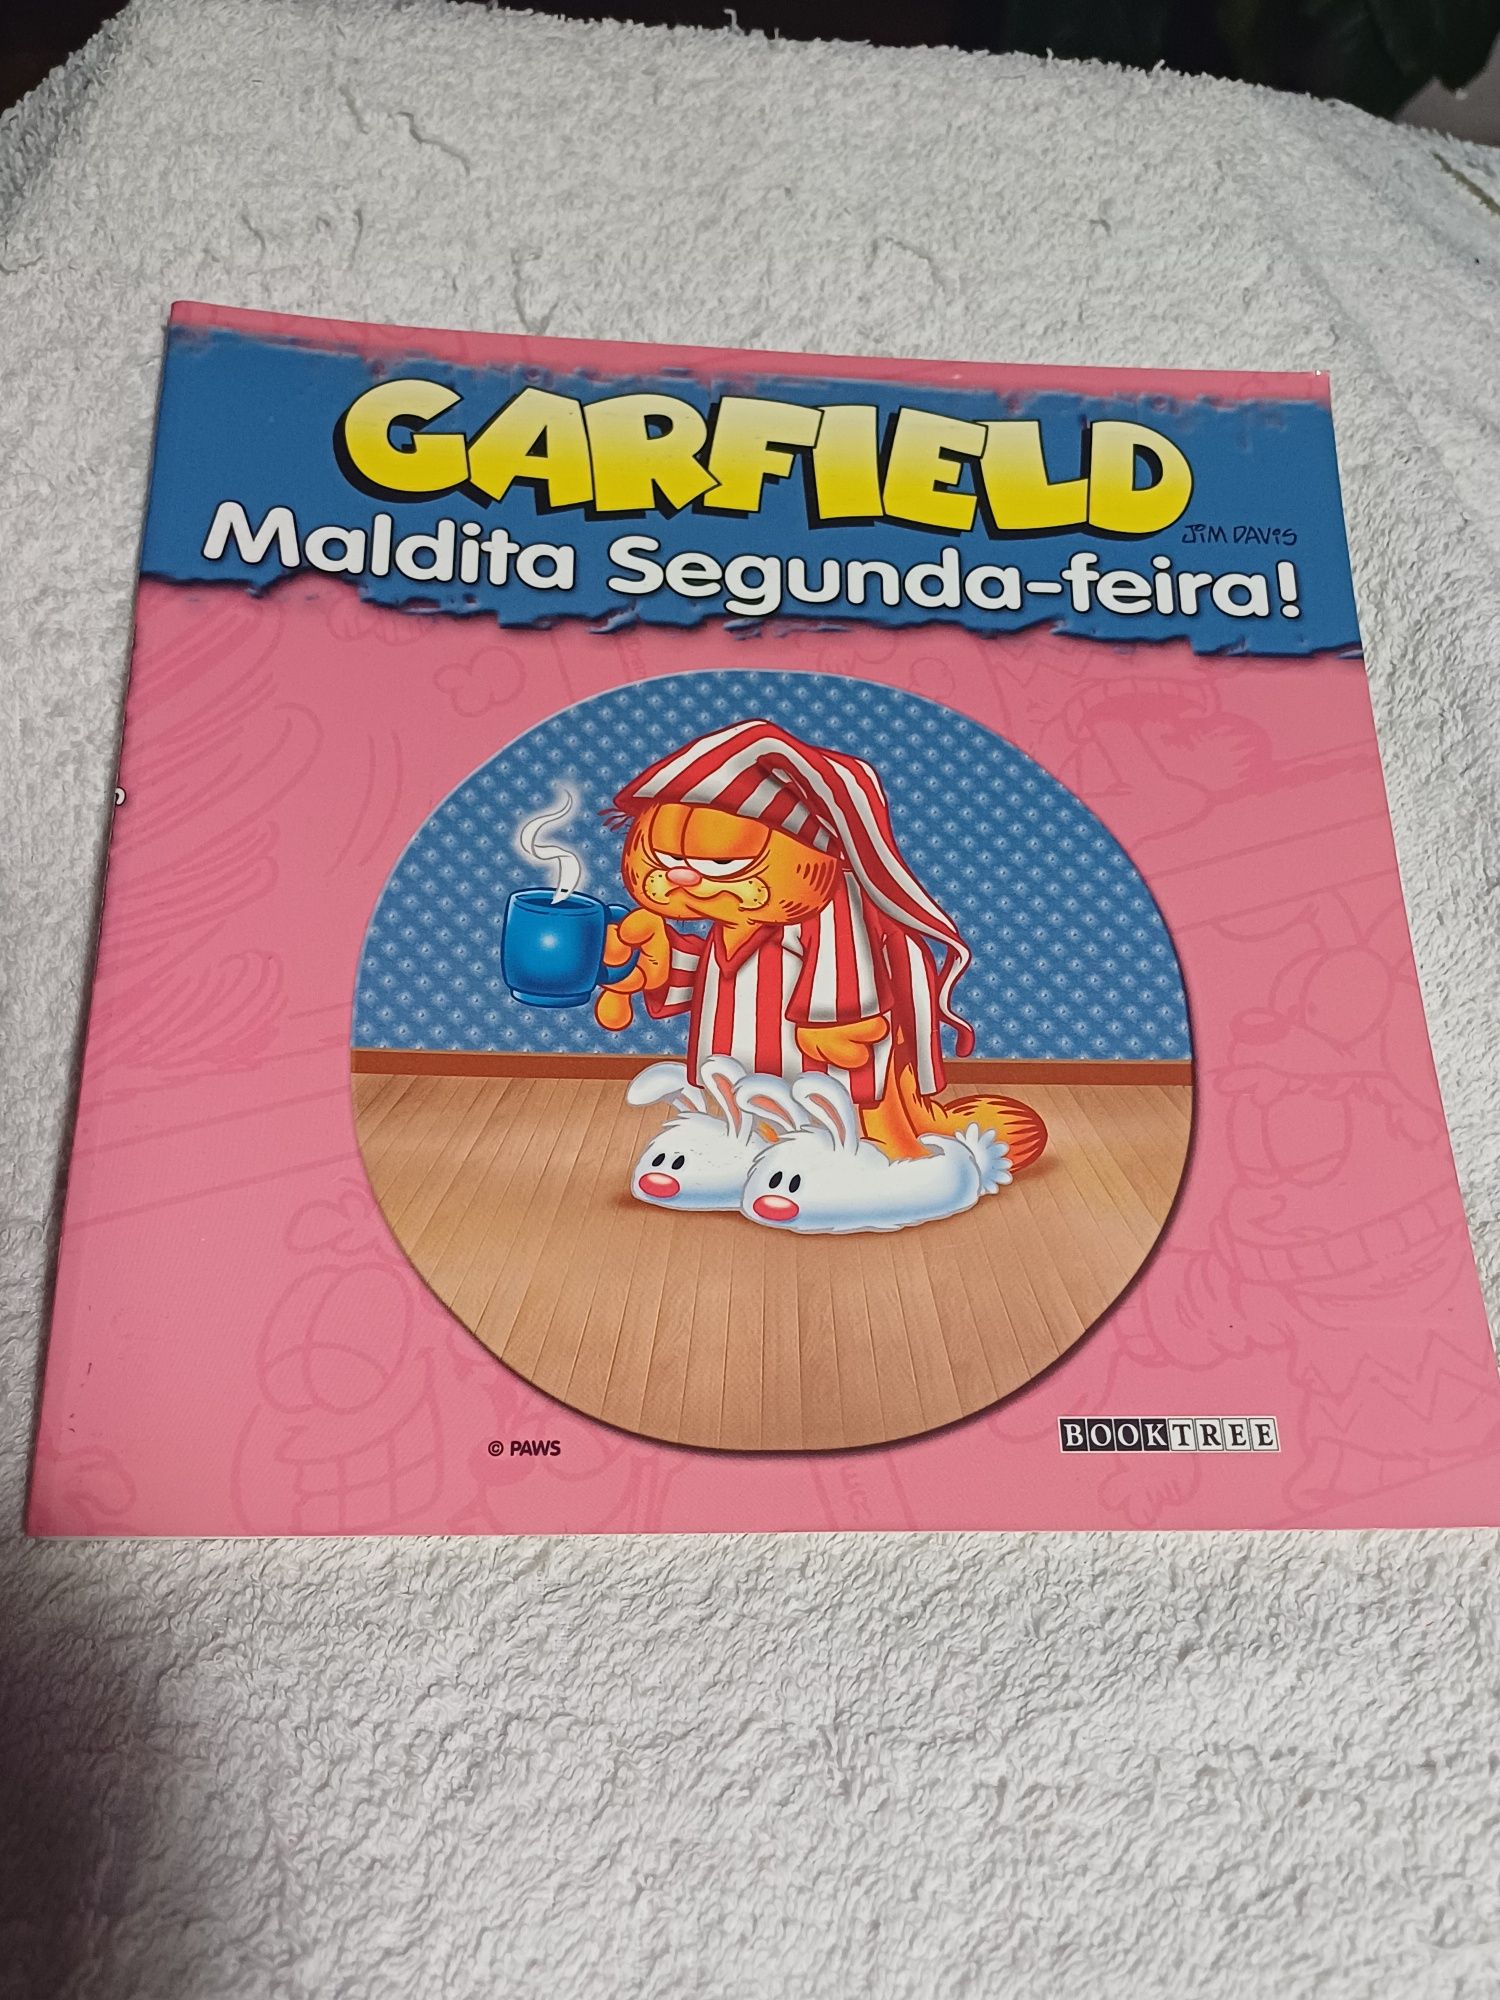 GARFIELD
JIM DAVIS
Maldita Segunda-feira!
© PAWS
BOOKTREE